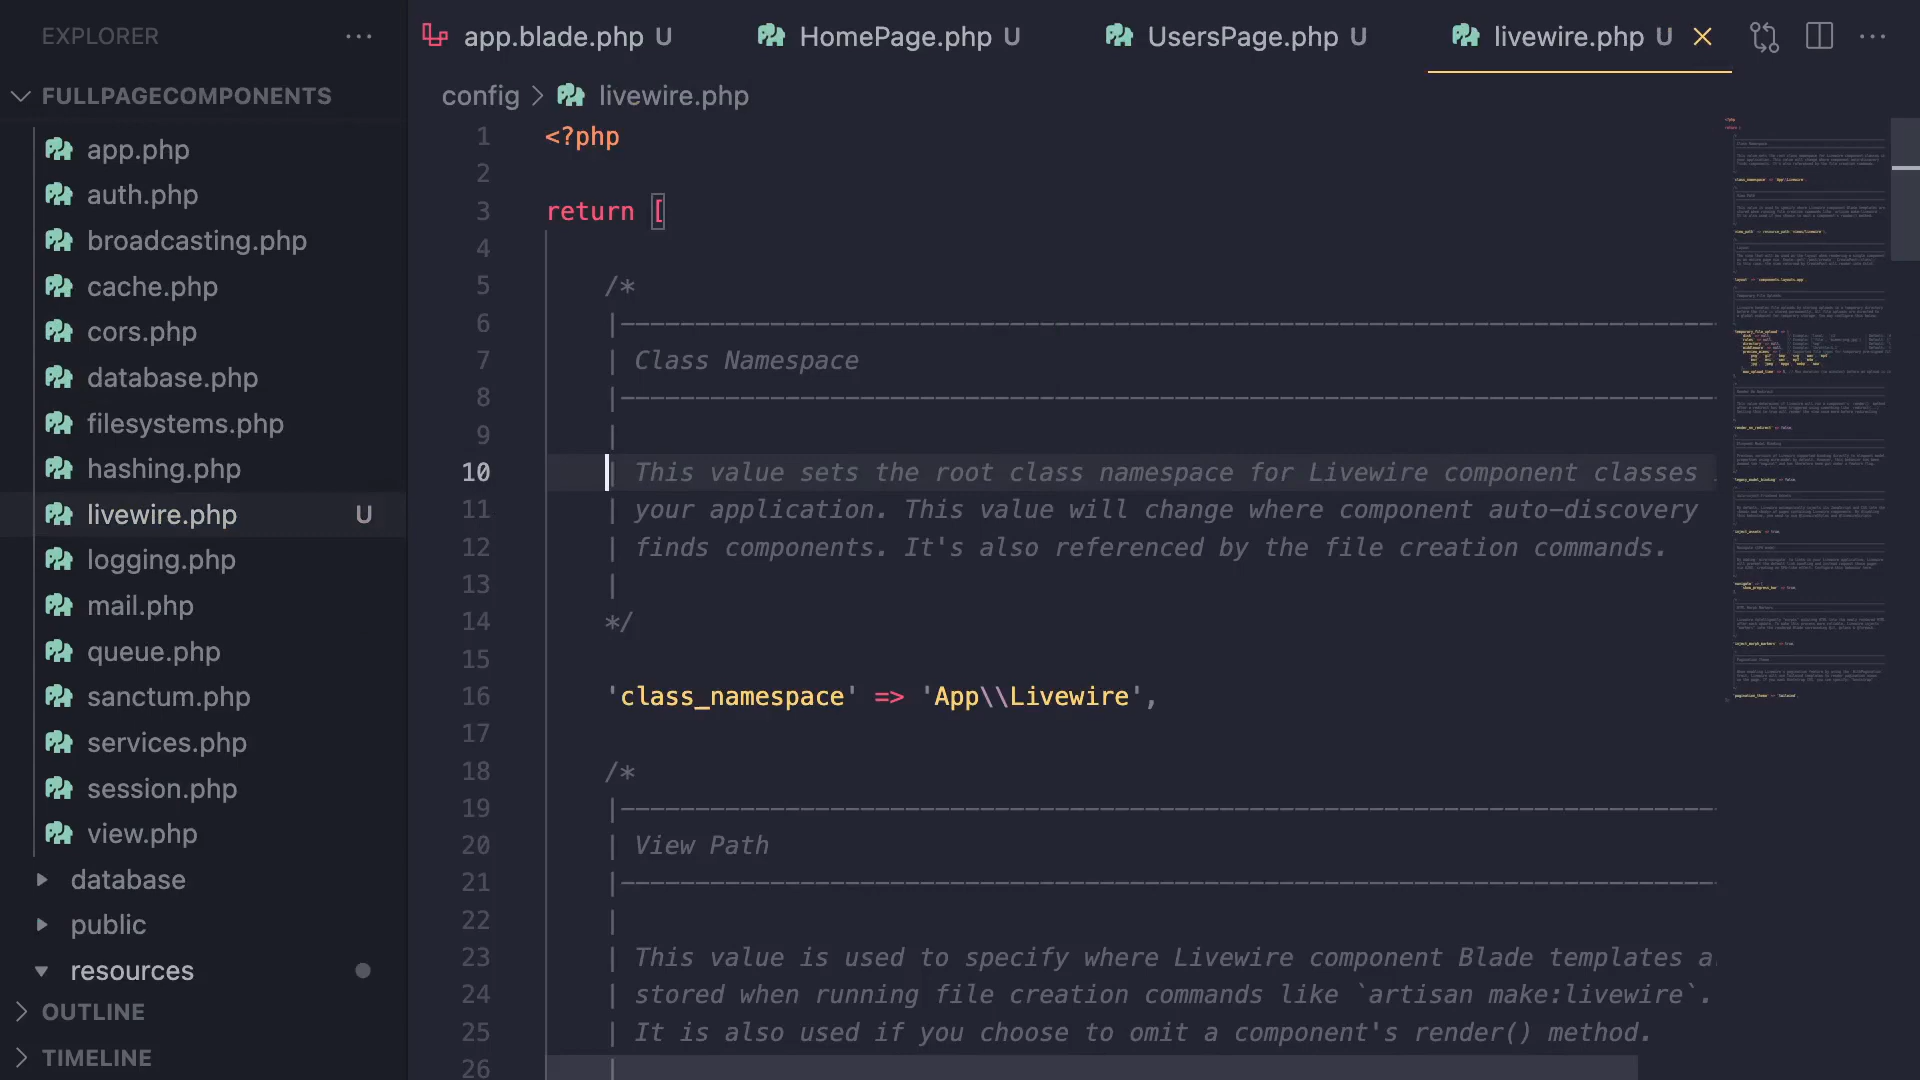 EXPLORER
FULLPAGECOMPONENTS
app.php
auth.php
broadcasting.php
cache.php
cors.php
database.php
filesystems.php
hashing.php
livewire.php U
logging.php
mail.php
queue.php
sanctum.php
services.php
session.php
view.php
database
public
resources
OUTLINE
TIMELINE
app.blade.php U
HomePage.php U
UsersPage.php U
livewire.php U
config > livewire.php
1 <?php
2
3 return [
4
5 /*
6 |--------------------------------------------------------------------------
7 | Class Namespace
8 |--------------------------------------------------------------------------
9 |
10 | This value sets the root class namespace for Livewire component classes
11 | your application. This value will change where component auto-discovery
12 | finds components. It's also referenced by the file creation commands.
13 |
14 */
15
16 'class_namespace' => 'App\\Livewire',
17
18 /*
19 |--------------------------------------------------------------------------
20 | View Path
21 |--------------------------------------------------------------------------
22 |
23 | This value is used to specify where Livewire component Blade templates a
24 | stored when running file creation commands like `artisan make:livewire`.
25 | It is also used if you choose to omit a component's render() method.
26 |